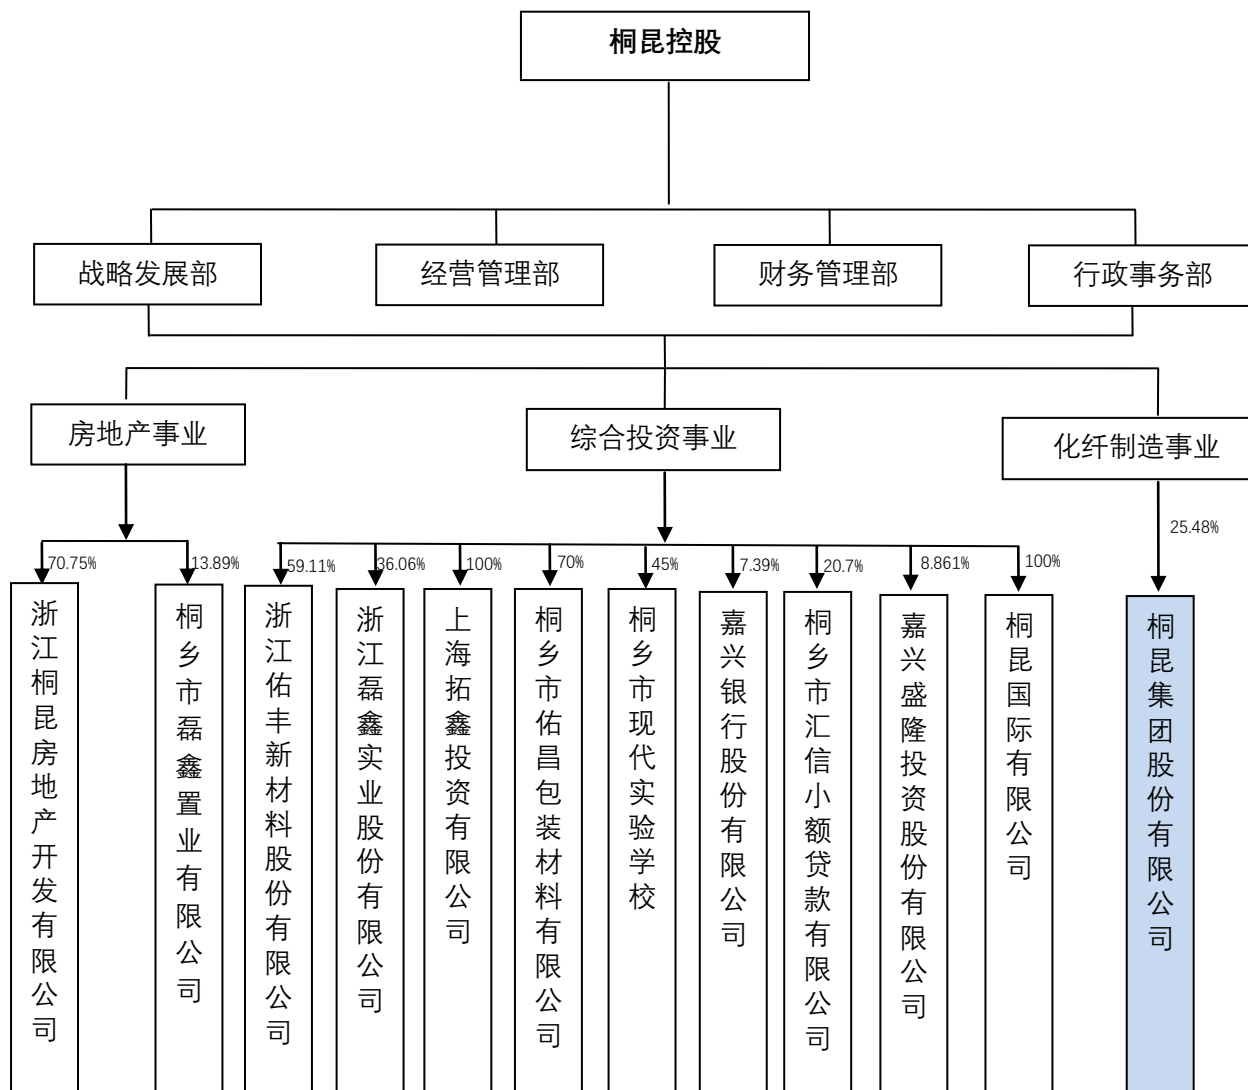 桐昆控股
战略发展部
经营管理部
财务管理部
行政事务部
房地产事业
综合投资事业
化纤制造事业
70.75%
13.89%
59.11%
36.06%
100%
70%
45%
7.39%
20.7%
8.861%
100%
25.48%
浙江桐昆房地产开发有限公司
桐乡市磊鑫置业有限公司
浙江佑丰新材料股份有限公司
浙江磊鑫实业股份有限公司
上海拓鑫投资有限公司
桐乡市佑昌包装材料有限公司
桐乡市现代实验学校
嘉兴银行股份有限公司
桐乡市汇信小额贷款有限公司
嘉兴盛隆投资股份有限公司
桐昆国际有限公司
桐昆集团股份有限公司